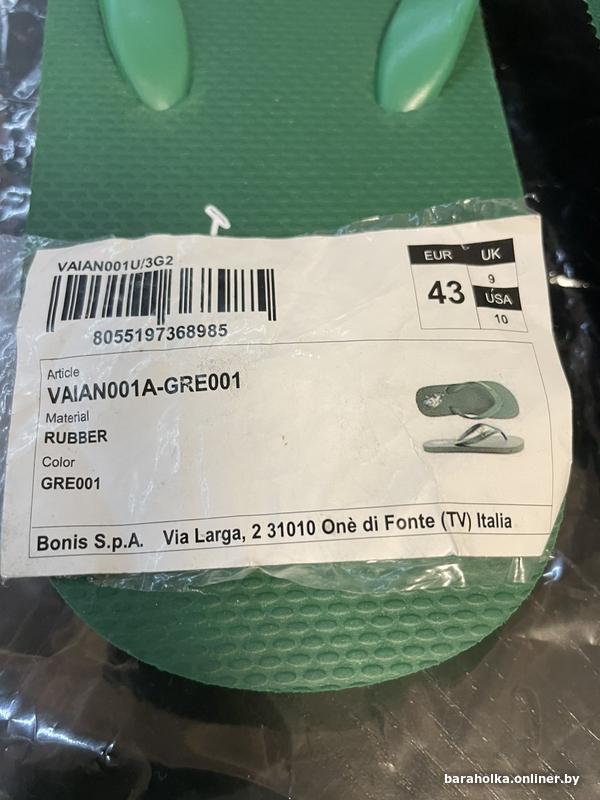 VAIAN001U/3G2
8055197368985
EUR UK
43 9
USA
10
Article
VAIAN001A-GRE001
Material
RUBBER
Color
GRE001
Bonis S.p.A. Via Larga, 2 31010 Onè di Fonte (TV) Italia
baraholka.onliner.by